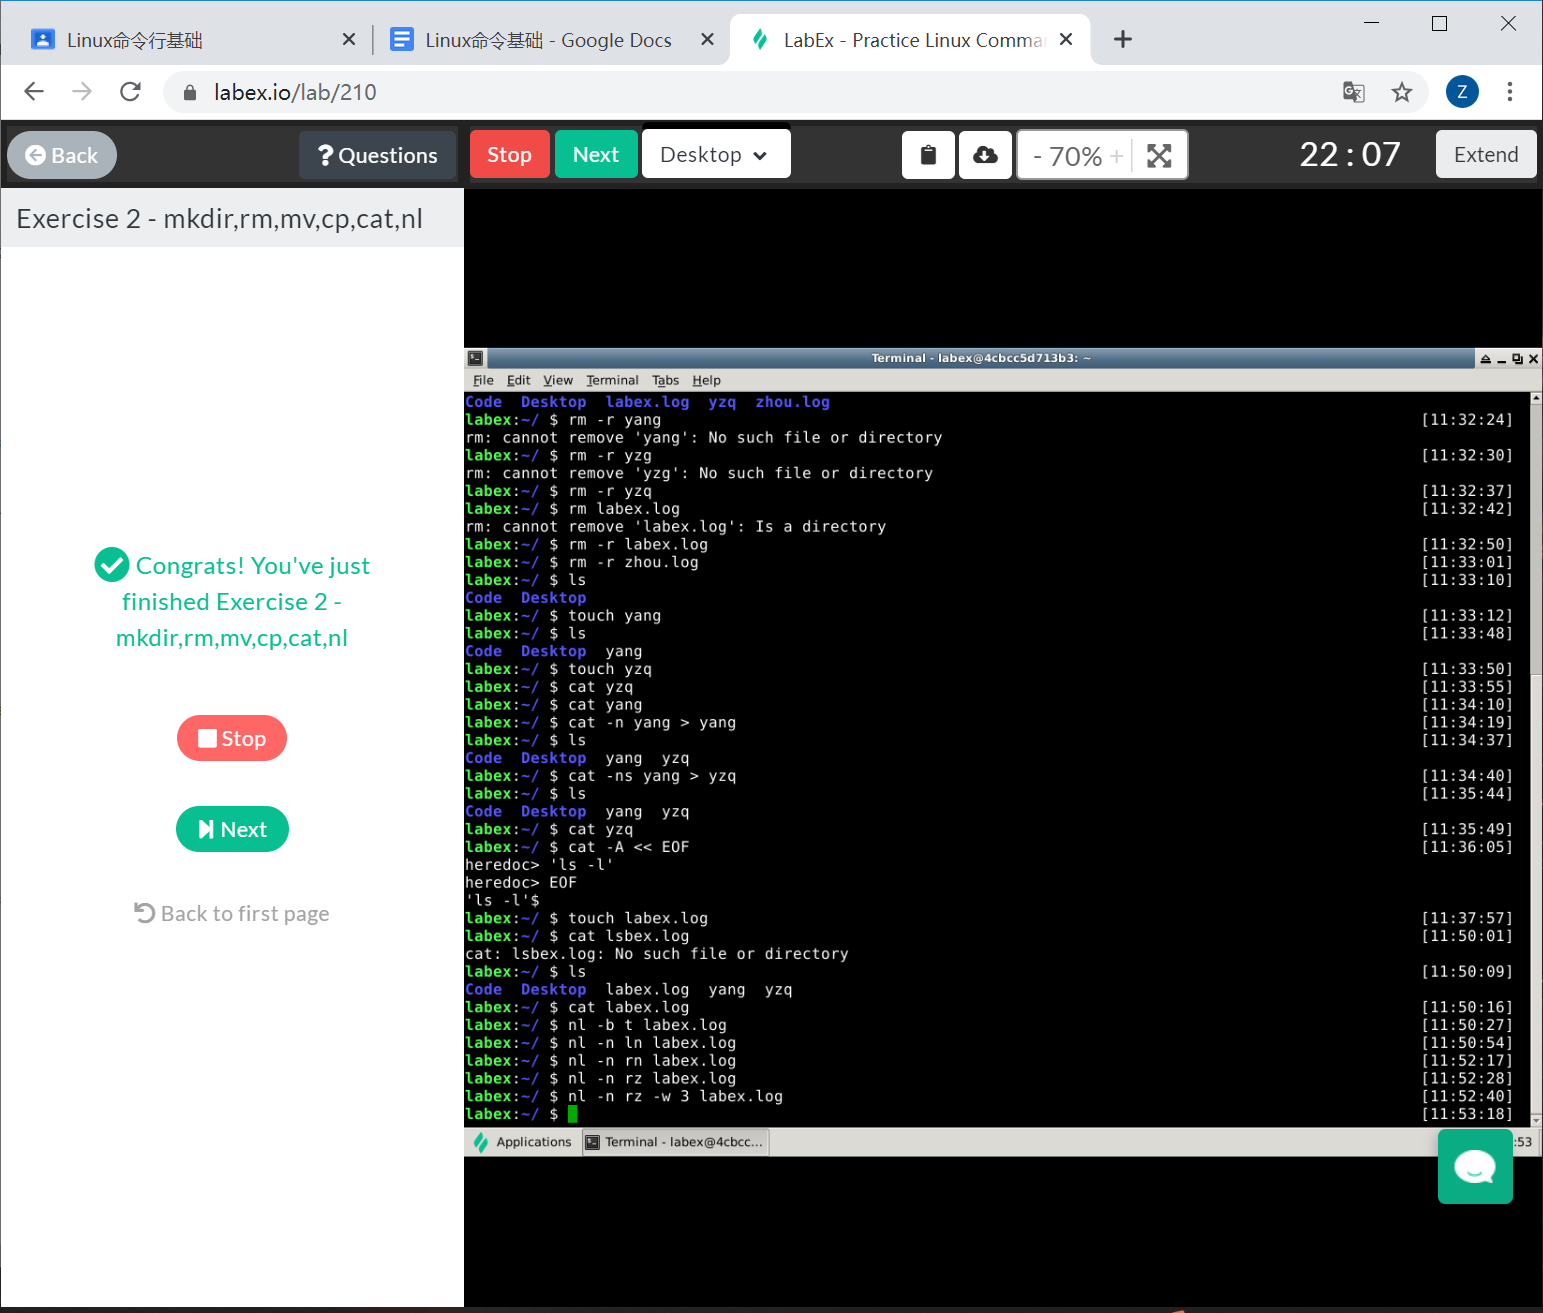 Linux命令行基础
Linux命令基础 - Google Docs
LabEx - Practice Linux Comma
labex.io/lab/210
Z
Back
? Questions
Stop
Next
Desktop
- 70% +
22 : 07
Extend
Exercise 2 - mkdir,rm,mv,cp,cat,nl
Congrats! You've just
finished Exercise 2 -
mkdir,rm,mv,cp,cat,nl
Stop
Next
Back to first page
Terminal - labex@4cbcc5d713b3: ~
File Edit View Terminal Tabs Help
Code Desktop labex.log yzq zhou.log
labex:~/ $ rm -r yang [11:32:24]
rm: cannot remove 'yang': No such file or directory
labex:~/ $ rm -r yzg [11:32:30]
rm: cannot remove 'yzg': No such file or directory
labex:~/ $ rm -r yzq [11:32:37]
labex:~/ $ rm labex.log [11:32:42]
rm: cannot remove 'labex.log': Is a directory
labex:~/ $ rm -r labex.log [11:32:50]
labex:~/ $ rm -r zhou.log [11:33:01]
labex:~/ $ ls [11:33:10]
Code Desktop
labex:~/ $ touch yang [11:33:12]
labex:~/ $ ls [11:33:48]
Code Desktop yang
labex:~/ $ touch yzq [11:33:50]
labex:~/ $ cat yzq [11:33:55]
labex:~/ $ cat yang [11:34:10]
labex:~/ $ cat -n yang > yang [11:34:19]
labex:~/ $ ls [11:34:37]
Code Desktop yang yzq
labex:~/ $ cat -ns yang > yzq [11:34:40]
labex:~/ $ ls [11:35:44]
Code Desktop yang yzq
labex:~/ $ cat yzq [11:35:49]
labex:~/ $ cat -A << EOF [11:36:05]
heredoc> 'ls -l'
heredoc> EOF
'ls -l'$
labex:~/ $ touch labex.log [11:37:57]
labex:~/ $ cat lsbex.log [11:50:01]
cat: lsbex.log: No such file or directory
labex:~/ $ ls [11:50:09]
Code Desktop labex.log yang yzq
labex:~/ $ cat labex.log [11:50:16]
labex:~/ $ nl -b t labex.log [11:50:27]
labex:~/ $ nl -n ln labex.log [11:50:54]
labex:~/ $ nl -n rn labex.log [11:52:17]
labex:~/ $ nl -n rz labex.log [11:52:28]
labex:~/ $ nl -n rz -w 3 labex.log [11:52:40]
labex:~/ $ [11:53:18]
Applications Terminal - labex@4cbcc... :53